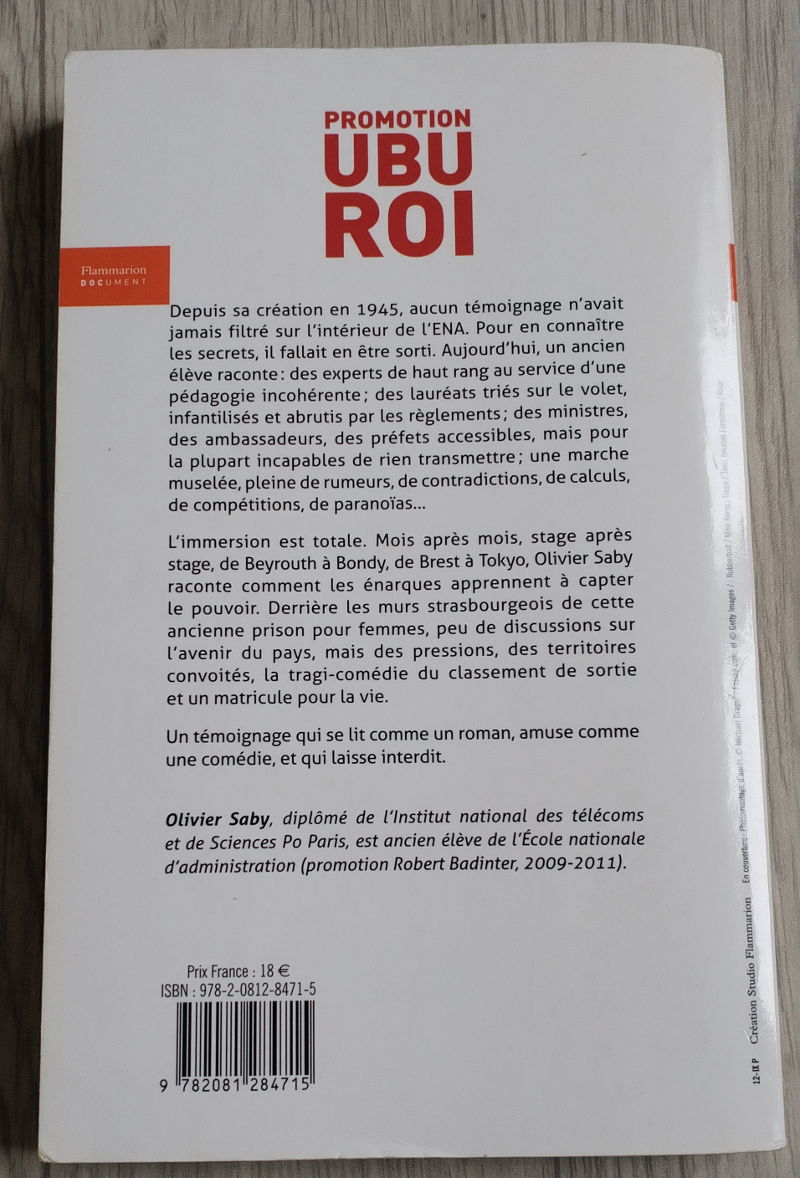 PROMOTION
UBU
ROI
Flammarion
DOCUMENT
Depuis sa création en 1945, aucun témoignage n'avait
jamais filtré sur l'intérieur de l'ENA. Pour en connaître
les secrets, il fallait en être sorti. Aujourd'hui, un ancien
élève raconte : des experts de haut rang au service d'une
pédagogie incohérente ; des lauréats triés sur le volet,
infantilisés et abrutis par les règlements ; des ministres,
des ambassadeurs, des préfets accessibles, mais pour
la plupart incapables de rien transmettre ; une marche
muselée, pleine de rumeurs, de contradictions, de calculs,
de compétitions, de paranoïas...
L'immersion est totale. Mois après mois, stage après
stage, de Beyrouth à Bondy, de Brest à Tokyo, Olivier Saby
raconte comment les énarques apprennent à capter
le pouvoir. Derrière les murs strasbourgeois de cette
ancienne prison pour femmes, peu de discussions sur
l'avenir du pays, mais des pressions, des territoires
convoités, la tragi-comédie du classement de sortie
et un matricule pour la vie.
Un témoignage qui se lit comme un roman, amuse comme
une comédie, et qui laisse interdit.
Olivier Saby, diplômé de l'Institut national des télécoms
et de Sciences Po Paris, est ancien élève de l'École nationale
d'administration (promotion Robert Badinter, 2009-2011).
Prix France : 18 €
ISBN : 978-2-0812-8471-5
9 782081 284715
12-IX P Création Studio Flammarion En couverture : Photomontage d'après © Michael et © Getty Images /